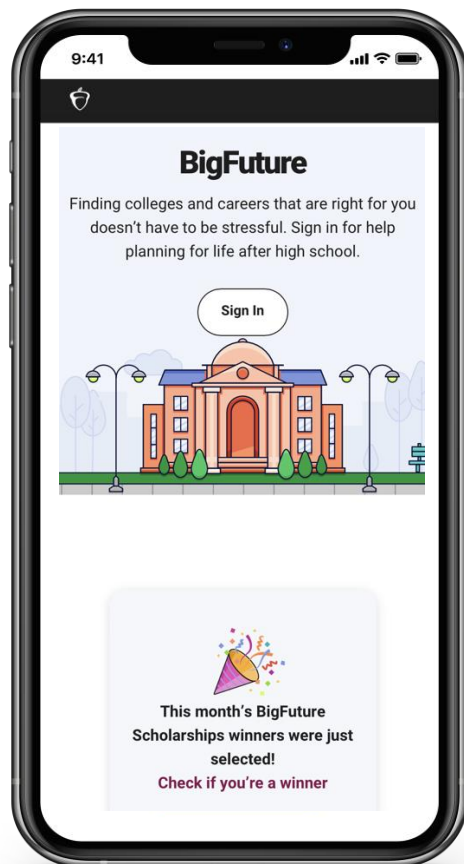 9:41
BigFuture
Finding colleges and careers that are right for you
doesn’t have to be stressful. Sign in for help
planning for life after high school.
Sign In
This month’s BigFuture
Scholarships winners were just
selected!
Check if you’re a winner